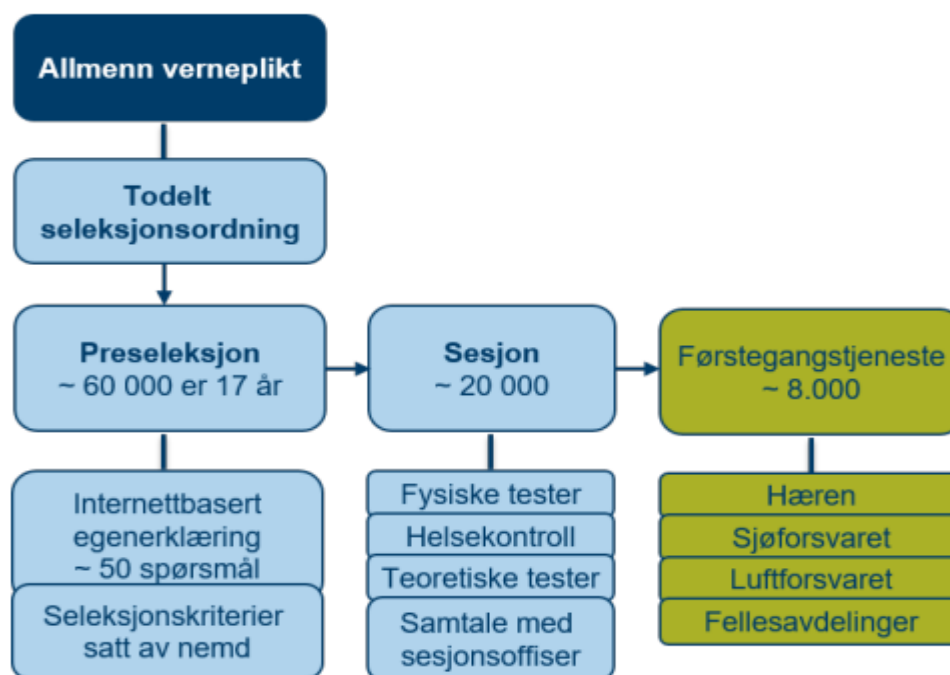 Allmenn verneplikt
Todelt
seleksjonsordning
Preseleksjon
~ 60 000 er 17 år
Sesjon
~ 20 000
Førstegangstjeneste
~ 8.000
Internettbasert
egenerklæring
~ 50 spørsmål
Seleksjonskriterier
satt av nemd
Fysiske tester
Helsekontroll
Teoretiske tester
Samtale med
sesjonsoffiser
Hæren
Sjøforsvaret
Luftforsvaret
Fellesavdelinger